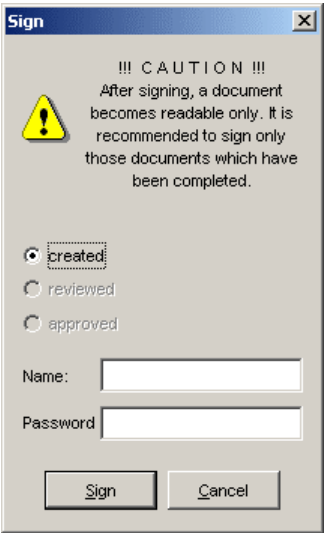 Sign
!!! C A U T I O N !!!
After signing, a document
becomes readable only. It is
recommended to sign only
those documents which have
been completed.
created
reviewed
approved
Name:
Password
Sign
Cancel